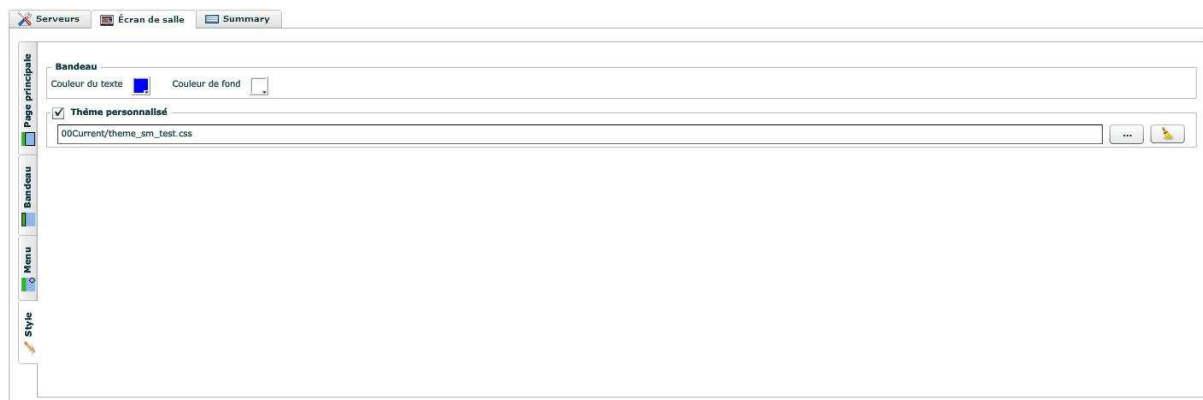 Serveurs
Écran de salle
Summary
Page principale
Bandeau
Menu
Style
Bandeau
Couleur du texte
Couleur de fond
Thème personnalisé
00Current/theme_sm_test.css
...